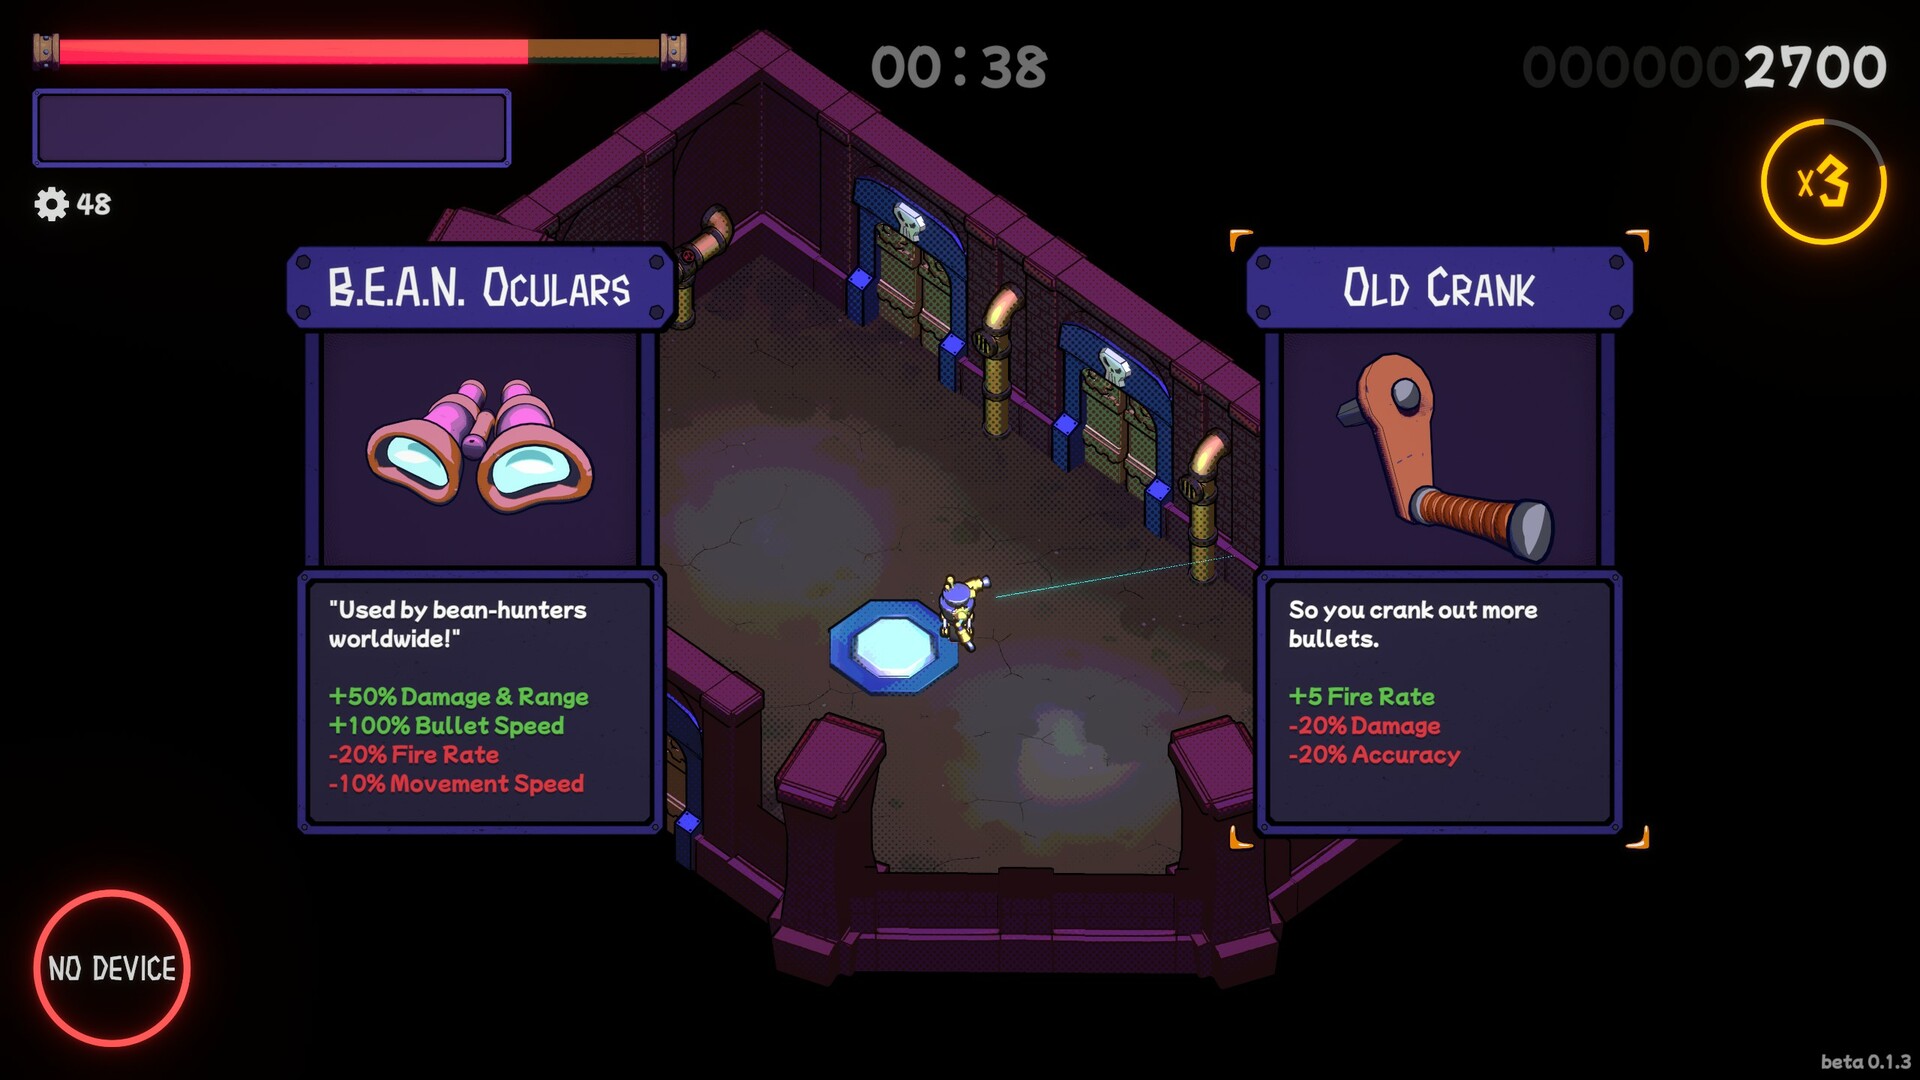 00:38
0000002700
x3
48
B.E.A.N. OCULARS
"Used by bean-hunters
worldwide!"
+50% Damage & Range
+100% Bullet Speed
-20% Fire Rate
-10% Movement Speed
OLD CRANK
So you crank out more
bullets.
+5 Fire Rate
-20% Damage
-20% Accuracy
NO DEVICE
beta 0.1.3